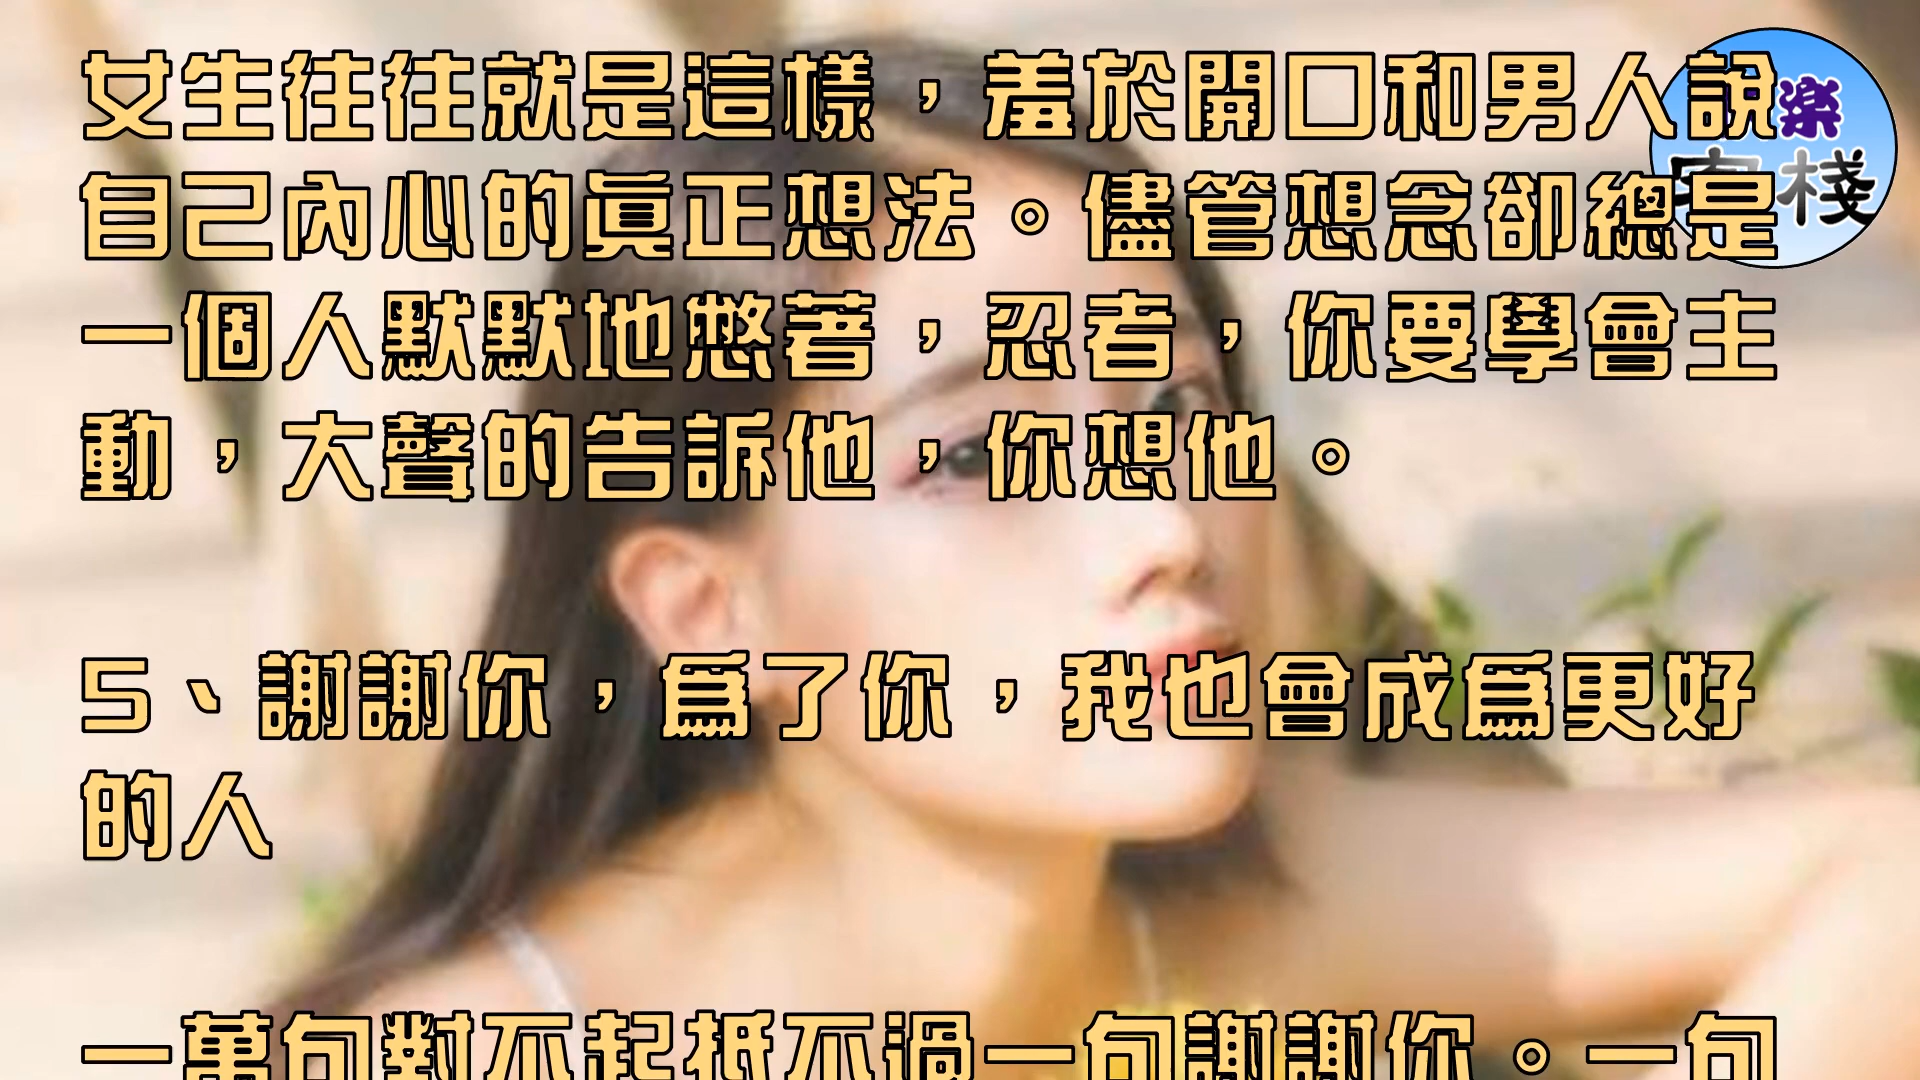 女生往往就是這樣，羞於開口和男人說
自己內心的真正想法。儘管想念卻總是
一個人默默地憋著，忍者，你要學會主
動，大聲的告訴他，你想他。
5、謝謝你，為了你，我也會成為更好
的人
一萬句對不起抵不過一句謝謝你。一句
樂
客棧